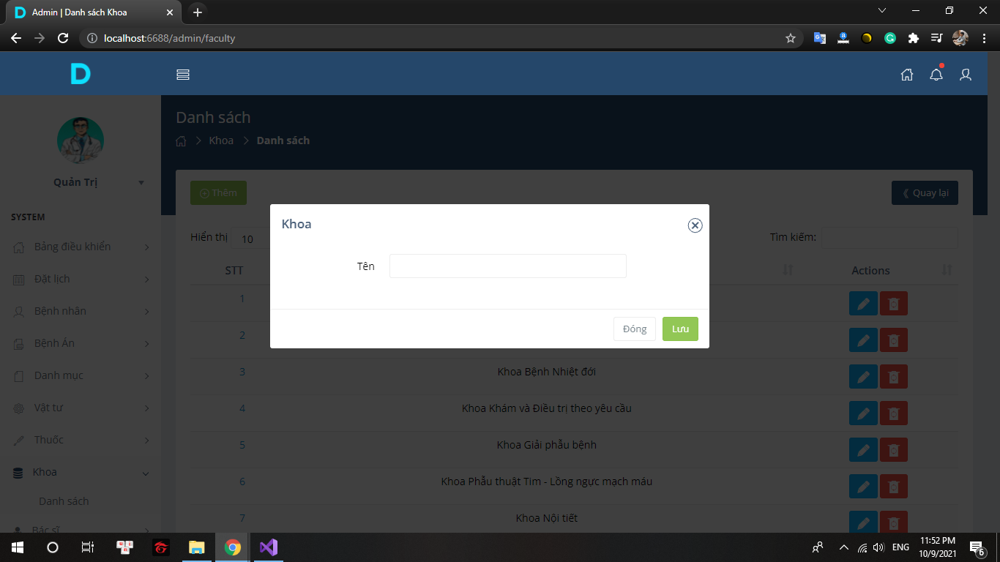 Admin | Danh sách Khoa
localhost:6688/admin/faculty
D
Danh sách
Khoa > Danh sách
Quản Trị
SYSTEM
Bảng điều khiển
Đặt lịch
Bệnh nhân
Bệnh Án
Danh mục
Vật tư
Thuốc
Khoa
Danh sách
Bác sĩ
Thêm
Quay lại
Hiển thị 10
Tìm kiếm:
STT Actions
Khoa
Tên
Đóng Lưu
1
2
3 Khoa Bệnh Nhiệt đới
4 Khoa Khám và Điều trị theo yêu cầu
5 Khoa Giải phẫu bệnh
6 Khoa Phẫu thuật Tim - Lồng ngực mạch máu
7 Khoa Nội tiết
ENG
11:52 PM
10/9/2021
6